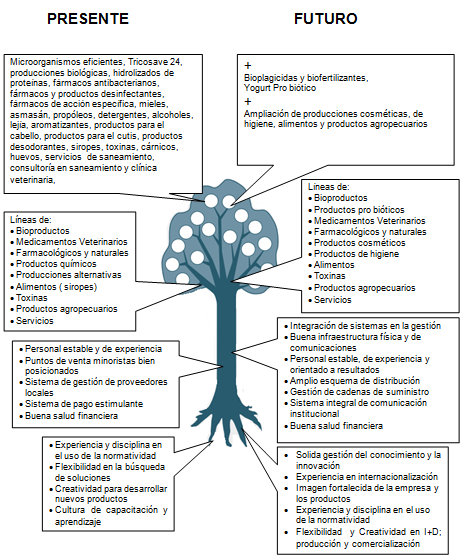 PRESENTE
Microorganismos eficientes, Tricosave 24,
producciones biológicas, hidrolizados de
proteínas, fármacos antibacterianos,
fármacos y productos desinfectantes,
fármacos de acción especifica, mieles,
asmasán, propóleos, detergentes, alcoholes,
lejía, aromatizantes, productos para el
cabello, productos para el cutis, productos
desodorantes, siropes, toxinas, cárnicos,
huevos, servicios de saneamiento,
consultoría en saneamiento y clínica
veterinaria,
FUTURO
+
Bioplagicidas y biofertilizantes,
Yogurt Pro biótico
+
Ampliación de producciones cosméticas, de
higiene, alimentos y productos agropecuarios
Líneas de:
• Bioproductos
• Medicamentos Veterinarios
• Farmacológicos y naturales
• Productos químicos
• Producciones alternativas
• Alimentos ( siropes)
• Toxinas
• Productos agropecuarios
• Servicios
Líneas de:
• Bioproductos
• Productos pro bióticos
• Medicamentos Veterinarios
• Farmacológicos y naturales
• Productos cosméticos
• Productos de higiene
• Alimentos
• Toxinas
• Productos agropecuarios
• Servicios
• Personal estable y de experiencia
• Puntos de venta minoristas bien
posicionados
• Sistema de gestión de proveedores
locales
• Sistema de pago estimulante
• Buena salud financiera
• Integración de sistemas en la gestión
• Buena infraestructura física y de
comunicaciones
• Personal estable, de experiencia y
orientado a resultados
• Amplio esquema de distribución
• Gestión de cadenas de suministro
• Sistema integral de comunicación
institucional
• Buena salud financiera
• Experiencia y disciplina en
el uso de la normatividad
• Flexibilidad en la búsqueda
de soluciones
• Creatividad para desarrollar
nuevos productos
• Cultura de capacitación y
aprendizaje
• Solida gestión del conocimiento y la
innovación
• Experiencia en internacionalización
• Imagen fortalecida de la empresa y
los productos
• Experiencia y disciplina en el uso
de la normatividad
• Flexibilidad y Creatividad en I+D;
producción y comercialización